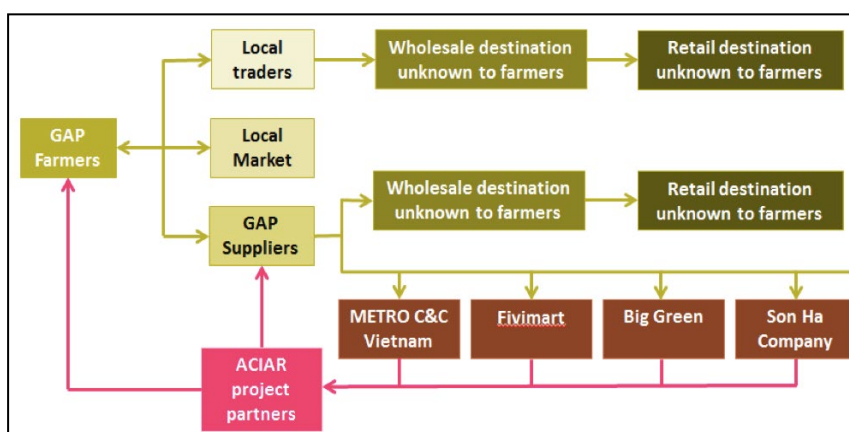 Local
traders
Wholesale destination
unknown to farmers
Retail destination
unknown to farmers
GAP
Farmers
Local
Market
GAP
Suppliers
Wholesale destination
unknown to farmers
Retail destination
unknown to farmers
METRO C&C
Vietnam
Fivimart
Big Green
Son Ha
Company
ACIAR
project
partners